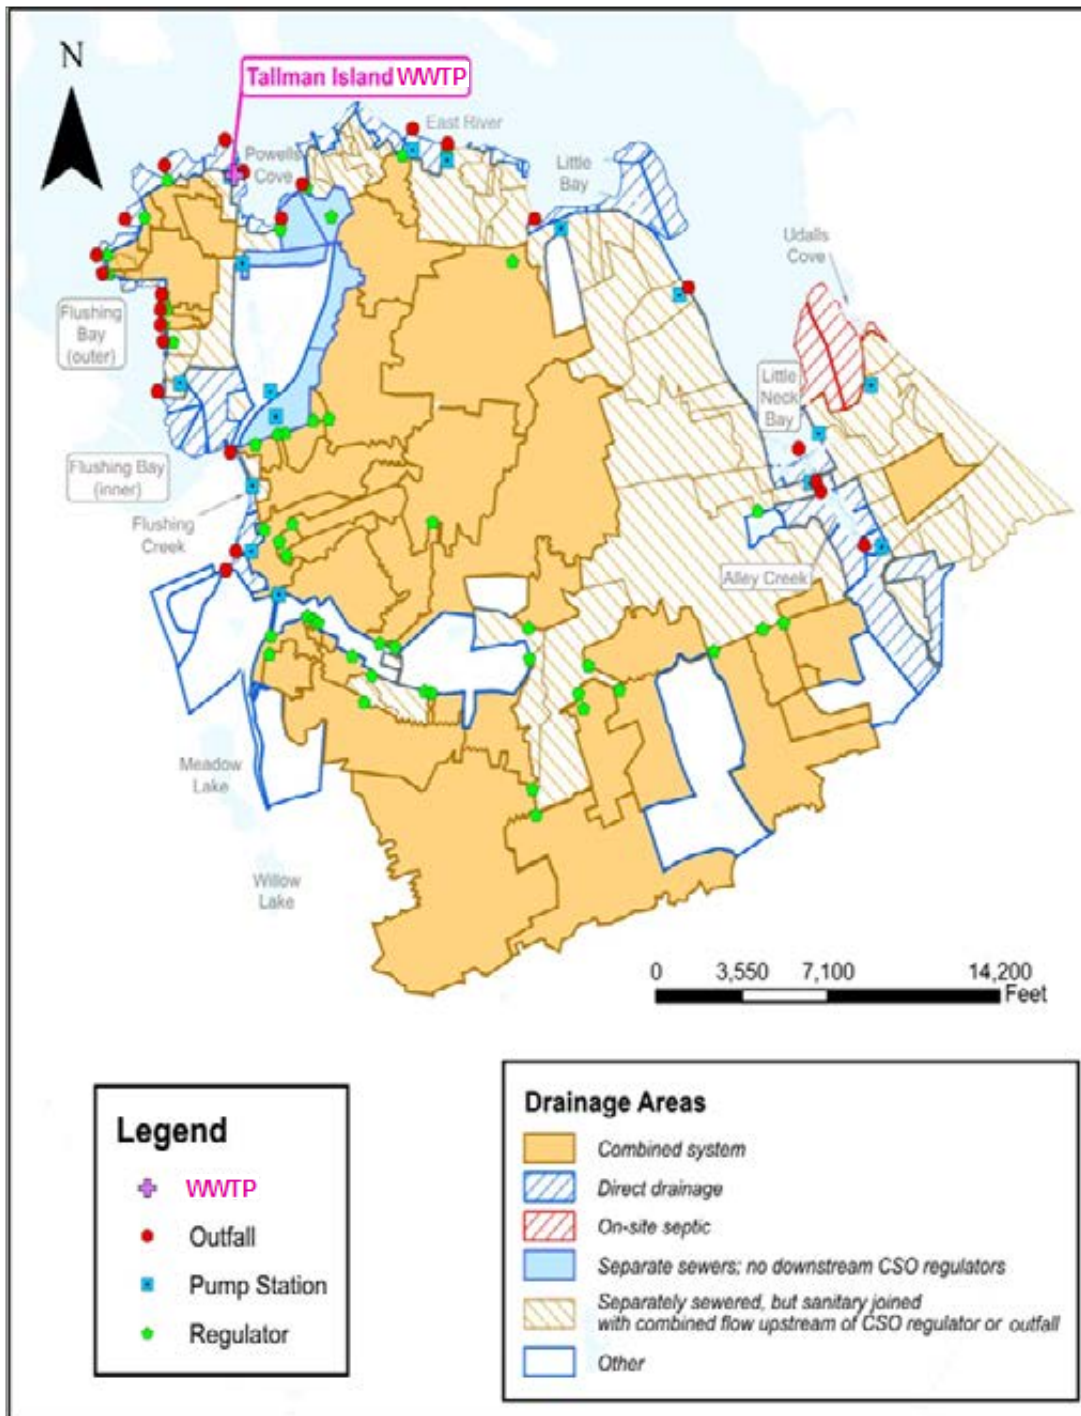 N
Tallman Island WWTP
East River
Powells
Cove
Little
Bay
Udalls
Cove
Flushing
Bay
(outer)
Little
Neck
Bay
Flushing Bay
(inner)
Flushing
Creek
Alley Creek
Meadow
Lake
Willow
Lake
0 3,550 7,100 14,200
Feet
Legend
WWTP
Outfall
Pump Station
Regulator
Drainage Areas
Combined system
Direct drainage
On-site septic
Separate sewers; no downstream CSO regulators
Separately sewered, but sanitary joined
with combined flow upstream of CSO regulator or outfall
Other